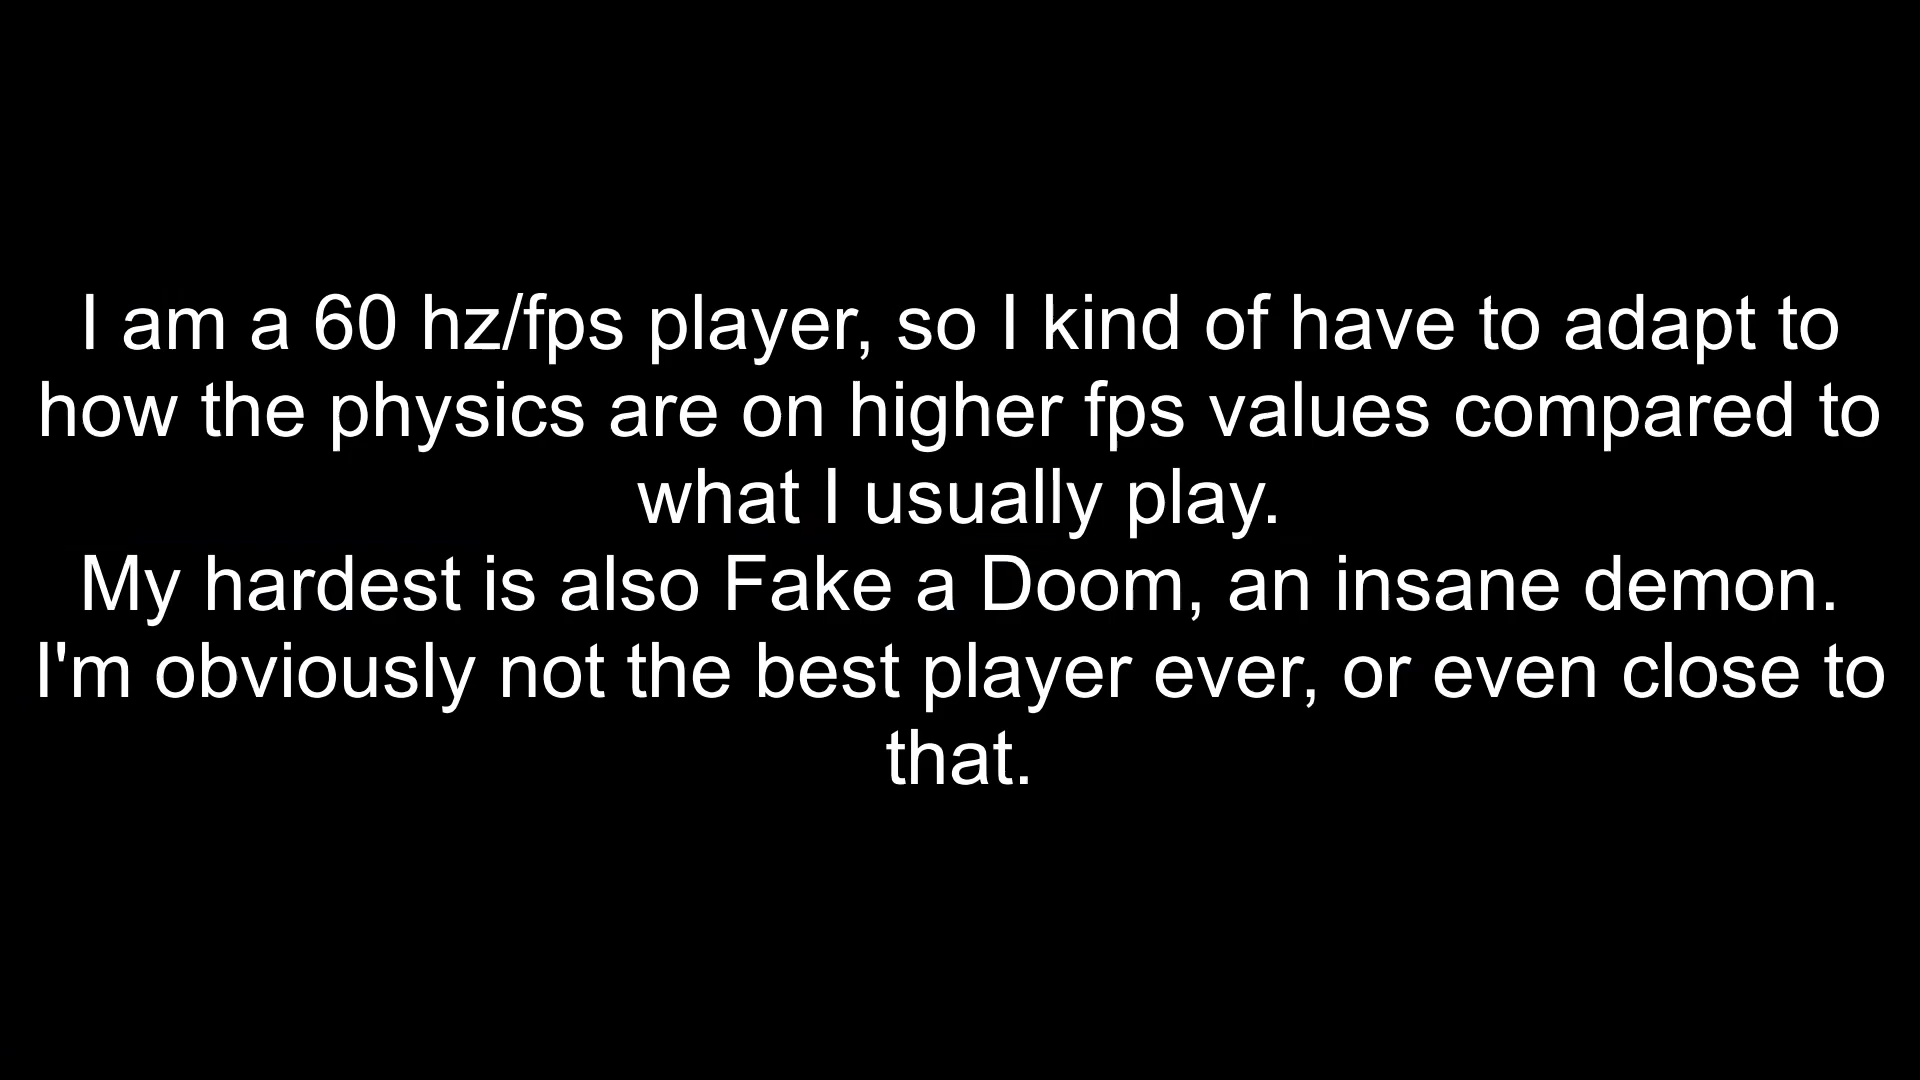 I am a 60 hz/fps player, so I kind of have to adapt to
how the physics are on higher fps values compared to
what I usually play.
My hardest is also Fake a Doom, an insane demon.
I'm obviously not the best player ever, or even close to
that.